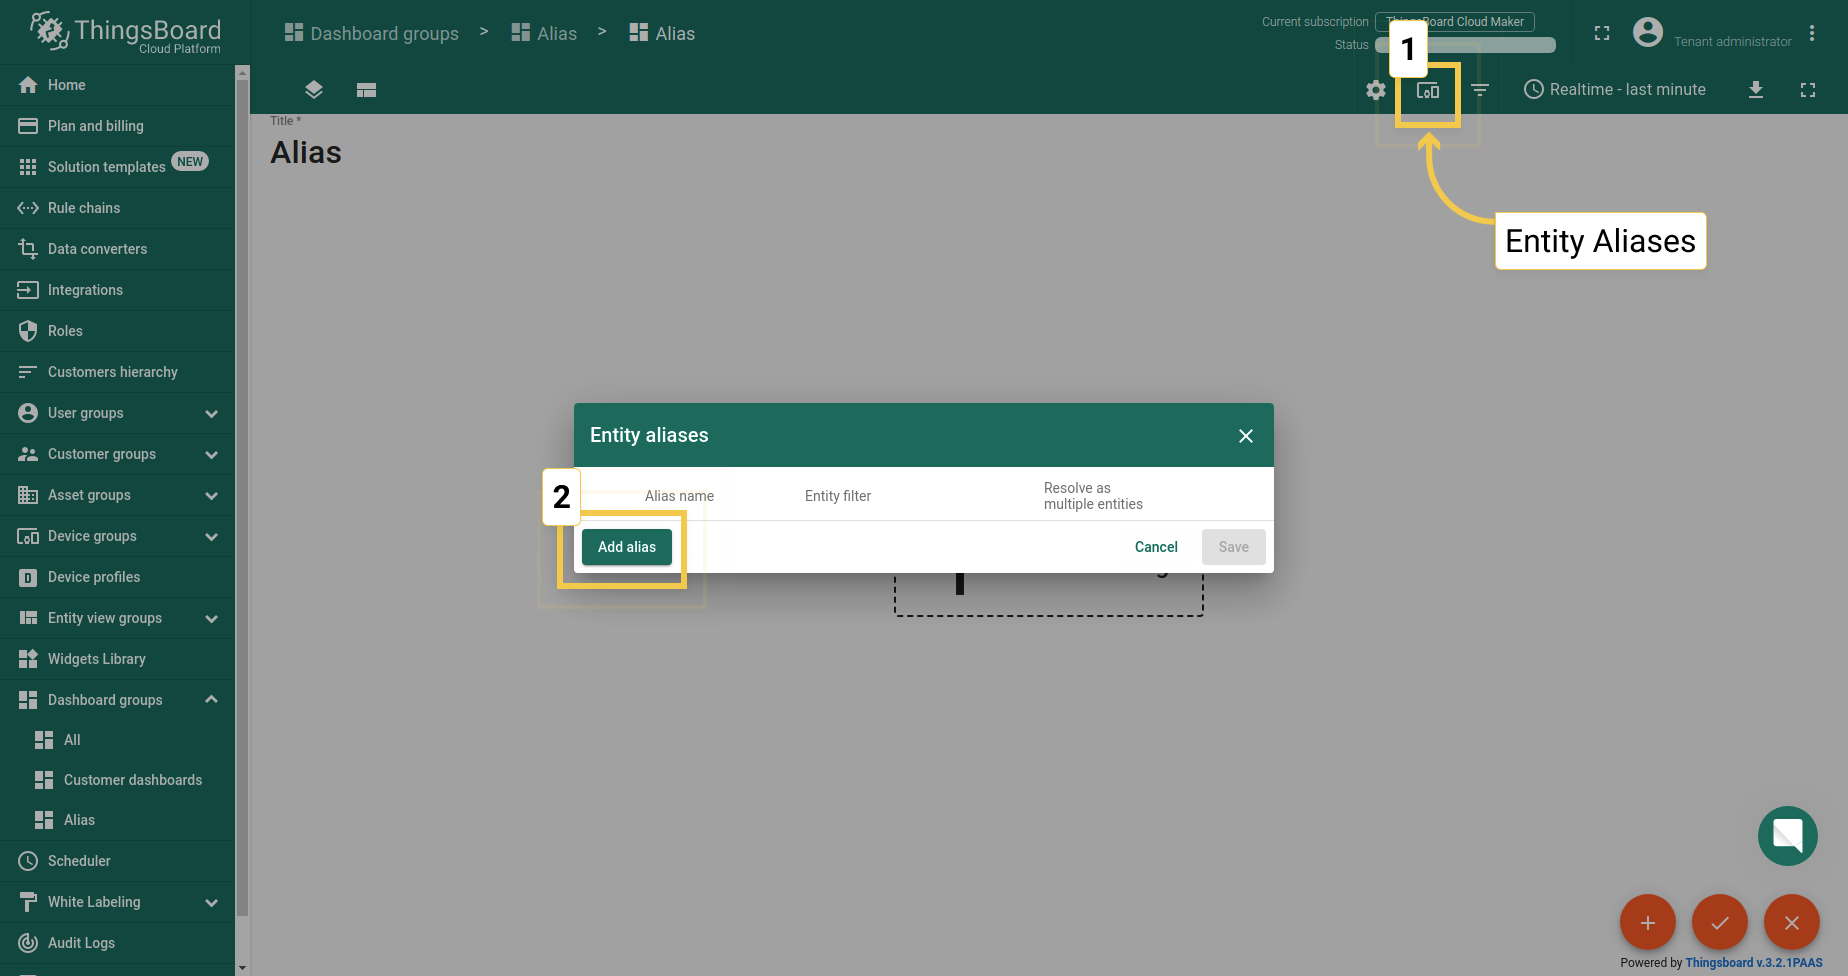 ThingsBoard
Cloud Platform
Dashboard groups > Alias > Alias
Current subscription
Board Cloud Maker
Status
Tenant administrator
1
Realtime - last minute
Home
Plan and billing
Solution templates NEW
Rule chains
Data converters
Integrations
Roles
Customers hierarchy
User groups
Customer groups
Asset groups
Device groups
Device profiles
Entity view groups
Widgets Library
Dashboard groups
All
Customer dashboards
Alias
Scheduler
White Labeling
Audit Logs
Title *
Alias
Entity Aliases
Entity aliases
2
Alias name
Entity filter
Resolve as
multiple entities
Add alias
Cancel
Save
Powered by Thingsboard v.3.2.1PAAS